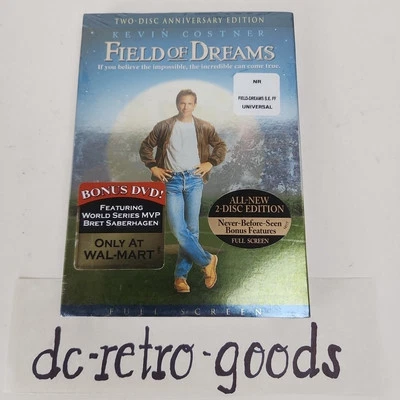 TWO-DISC ANNIVERSARY EDITION
KEVIN COSTNER
FIELD OF DREAMS
If you believe the impossible, the incredible can come true.
NR
FIELD-DREAMS S.E. FF
UNIVERSAL
BONUS DVD!
FEATURING
WORLD SERIES MVP
BRET SABERHAGEN
ONLY AT
WAL-MART
ALL-NEW
2-DISC EDITION
Never-Before-Seen
Bonus Features
FULL SCREEN
FULL SCREEN
dc-retro-goods